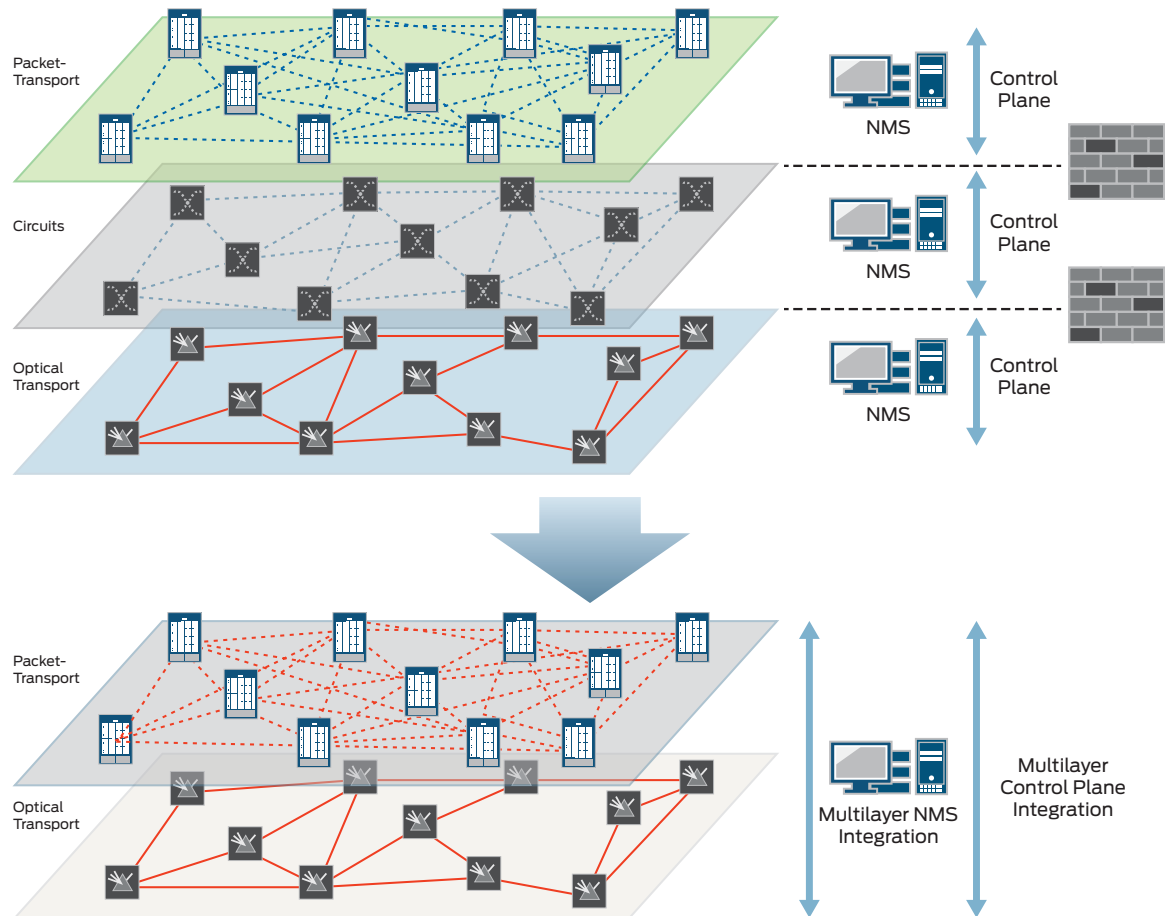 Packet-
Transport
NMS
Control
Plane
Circuits
NMS
Control
Plane
Optical
Transport
NMS
Control
Plane
Packet-
Transport
Optical
Transport
Multilayer NMS
Integration
Multilayer
Control Plane
Integration